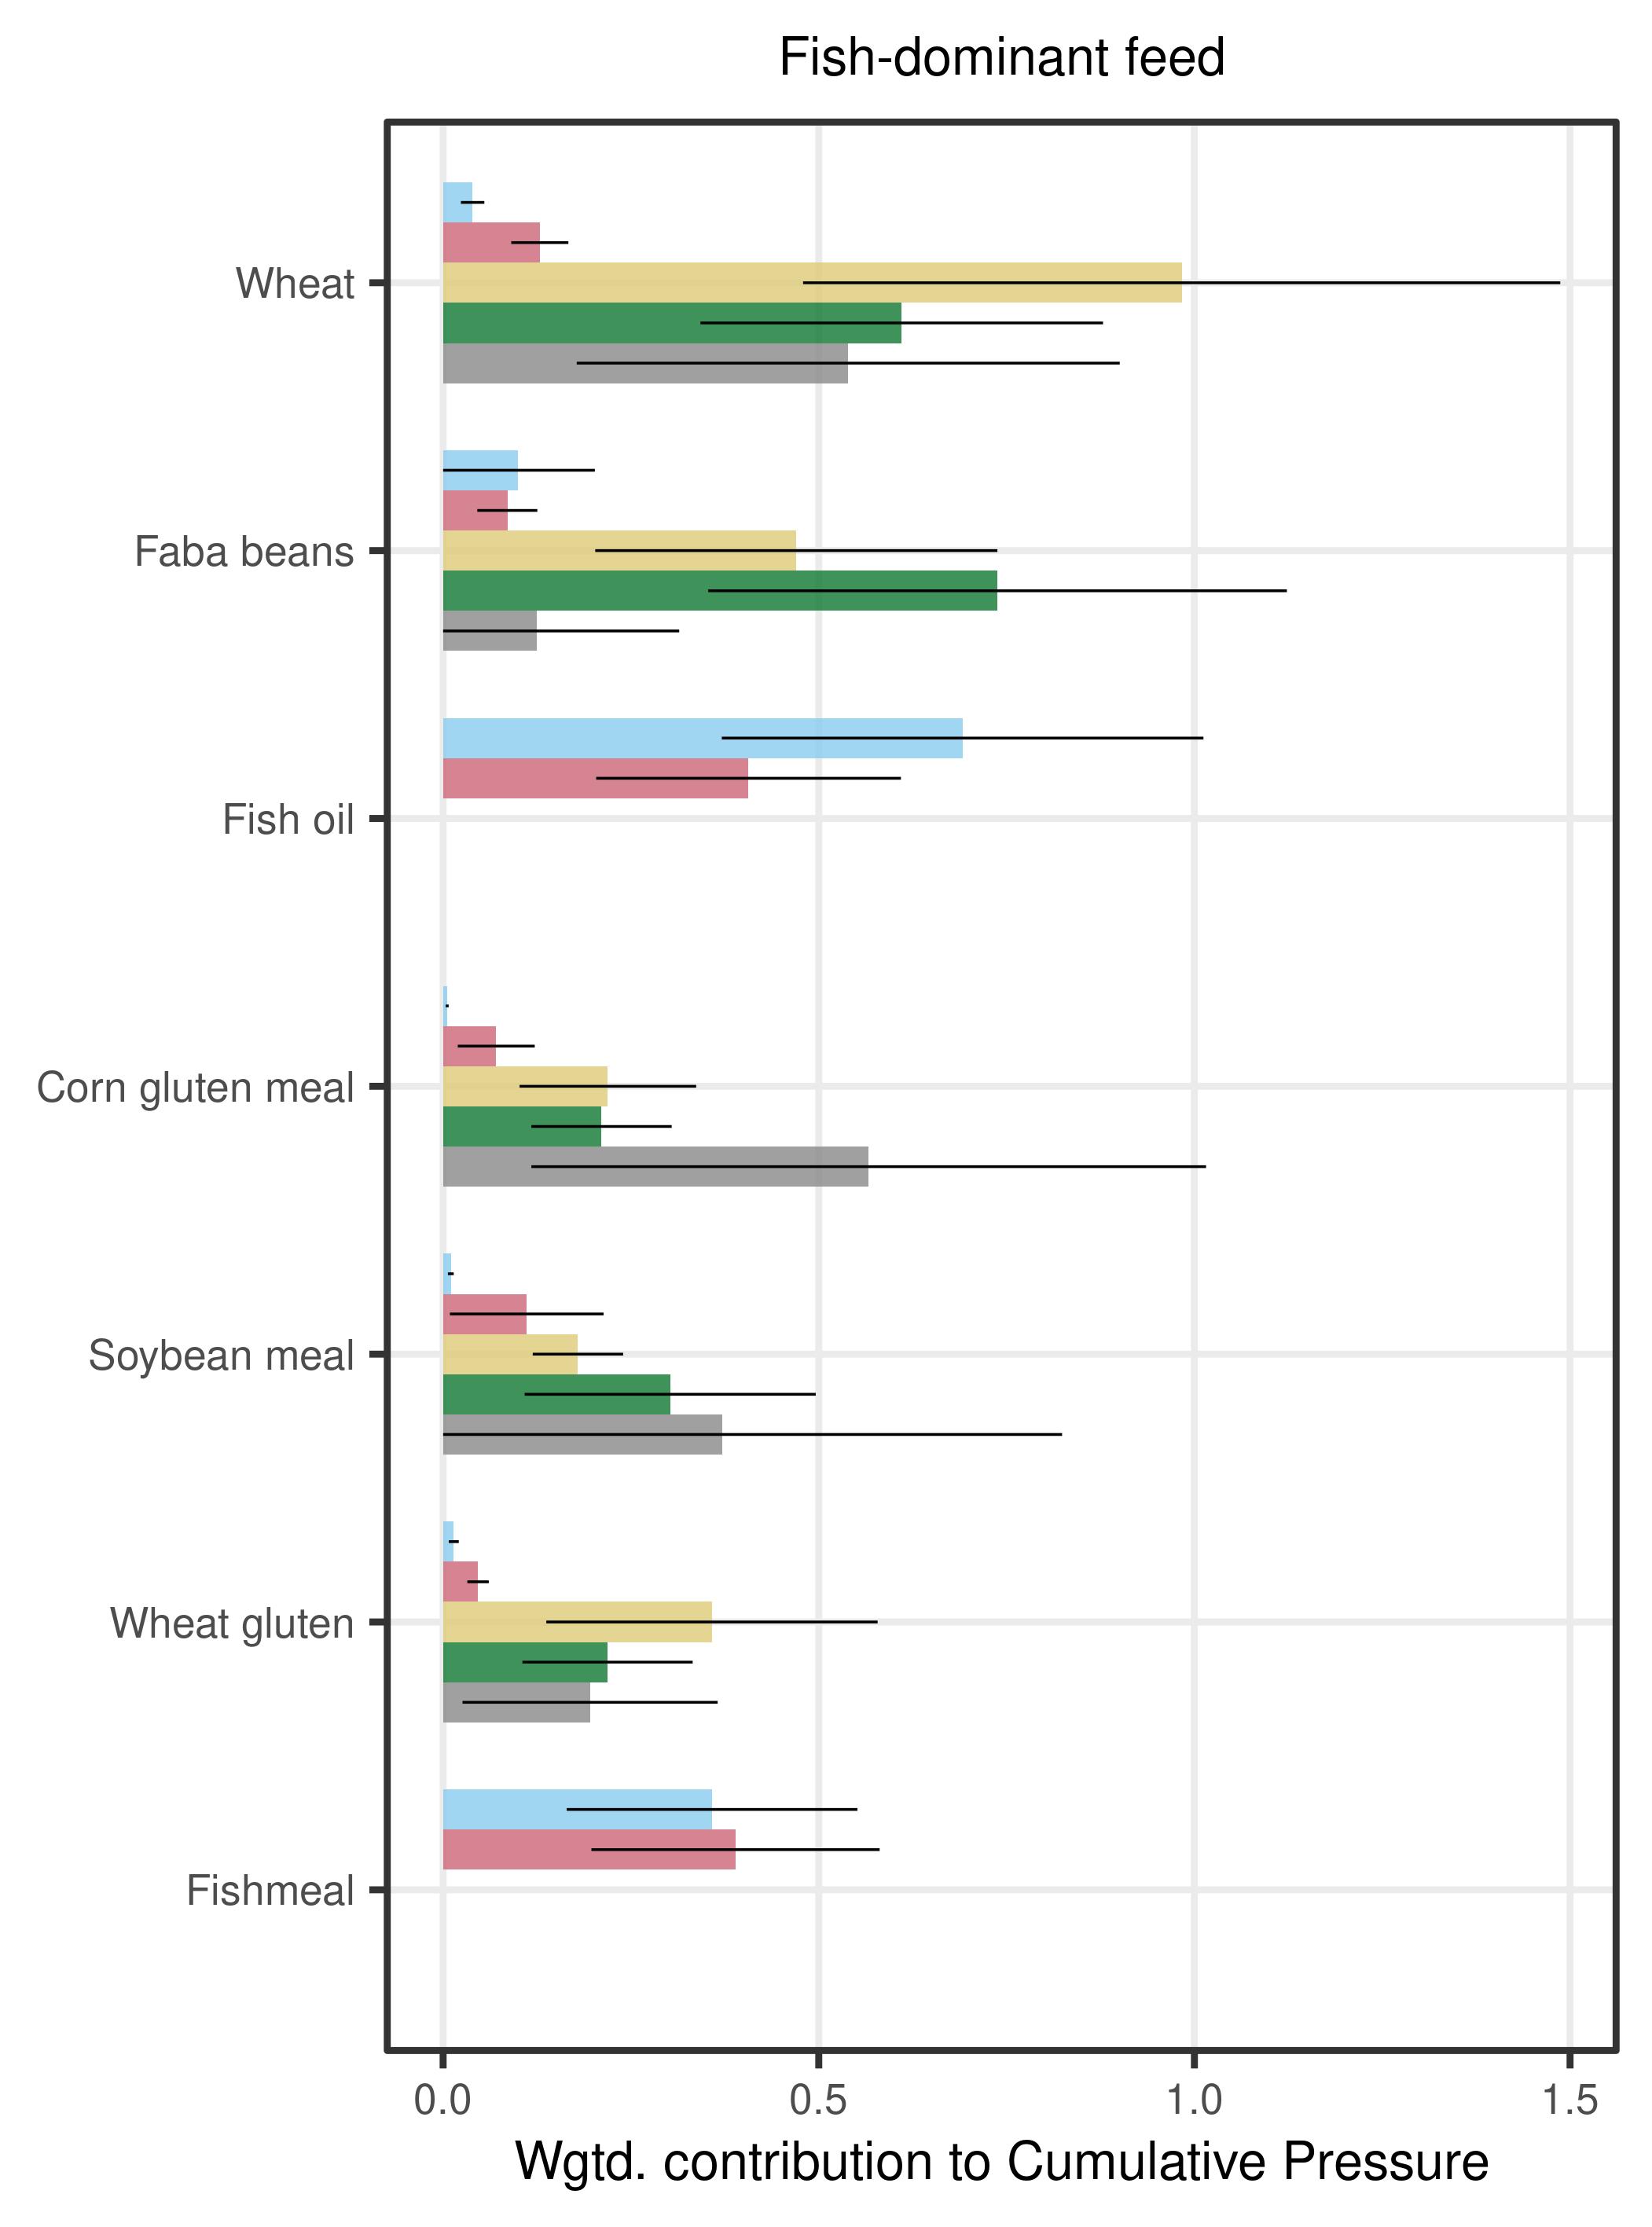 Fish-dominant feed
Wheat
Faba beans
Fish oil
Corn gluten meal
Soybean meal
Wheat gluten
Fishmeal
0.0 0.5 1.0 1.5
Wgtd. contribution to Cumulative Pressure